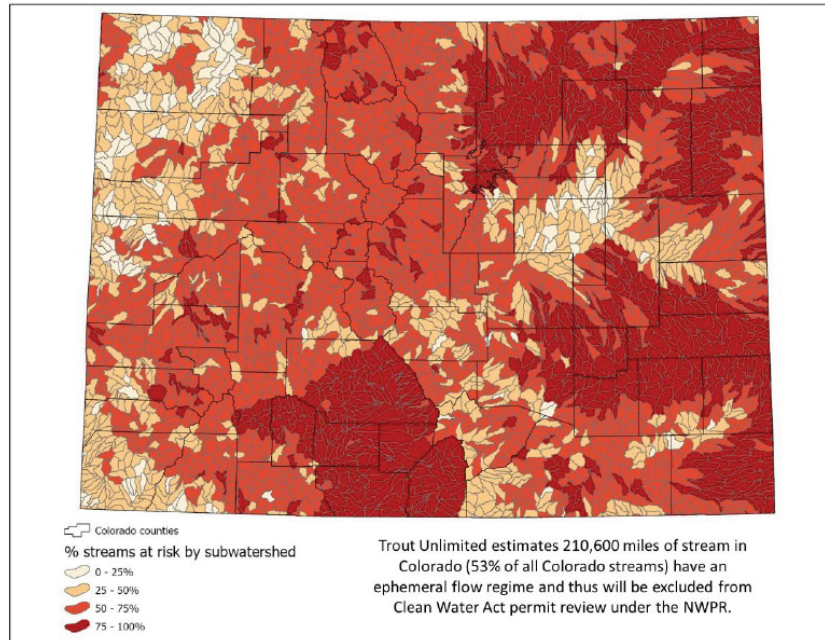 Colorado counties
% streams at risk by subwatershed
0 - 25%
25 - 50%
50 - 75%
75 - 100%
Trout Unlimited estimates 210,600 miles of stream in
Colorado (53% of all Colorado streams) have an
ephemeral flow regime and thus will be excluded from
Clean Water Act permit review under the NWPR.